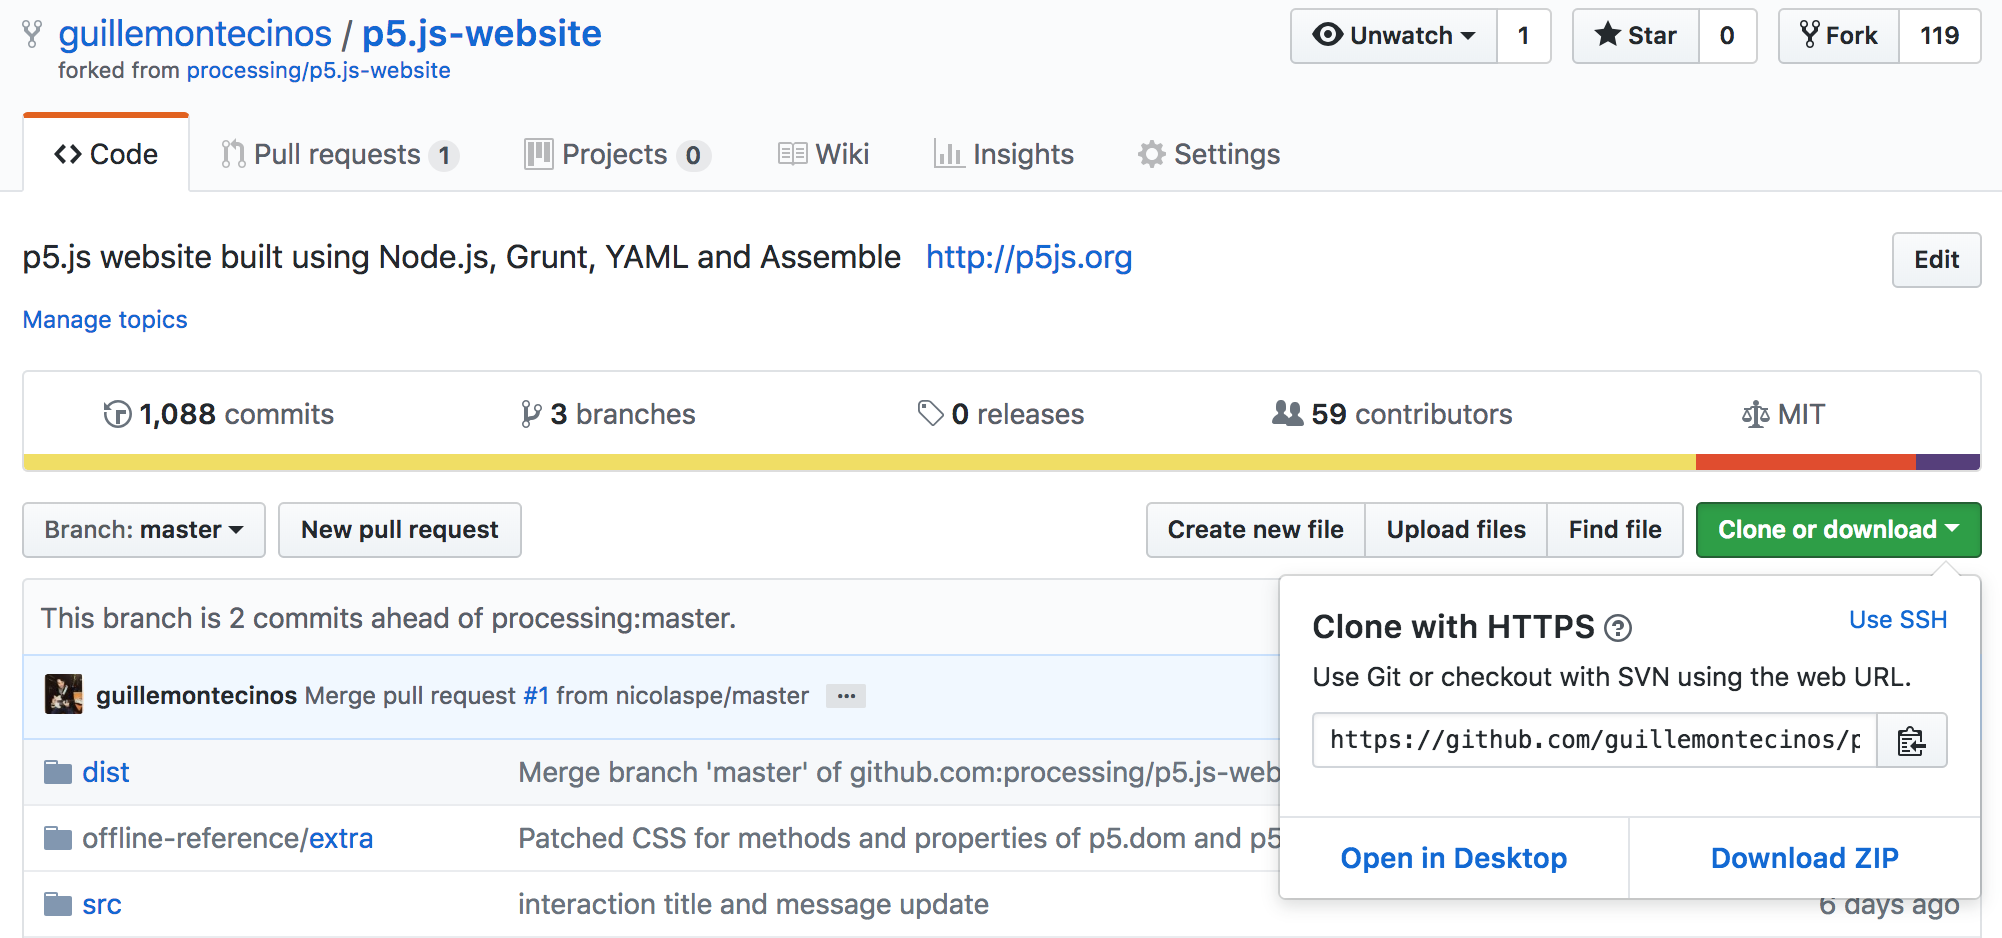 guillemontecinos / p5.js-website
Unwatch 1
Star 0
Fork 119
forked from processing/p5.js-website
Code
Pull requests 1
Projects 0
Wiki
Insights
Settings
p5.js website built using Node.js, Grunt, YAML and Assemble http://p5js.org
Edit
Manage topics
1,088 commits
3 branches
0 releases
59 contributors
MIT
Branch: master
New pull request
Create new file
Upload files
Find file
Clone or download
This branch is 2 commits ahead of processing:master.
guillemontecinos Merge pull request #1 from nicolaspe/master ...
dist Merge branch 'master' of github.com:processing/p5.js-web
offline-reference/extra Patched CSS for methods and properties of p5.dom and p5
src interaction title and message update 6 days ago
Clone with HTTPS ?
Use SSH
Use Git or checkout with SVN using the web URL.
https://github.com/guillemontecinos/p
Open in Desktop
Download ZIP